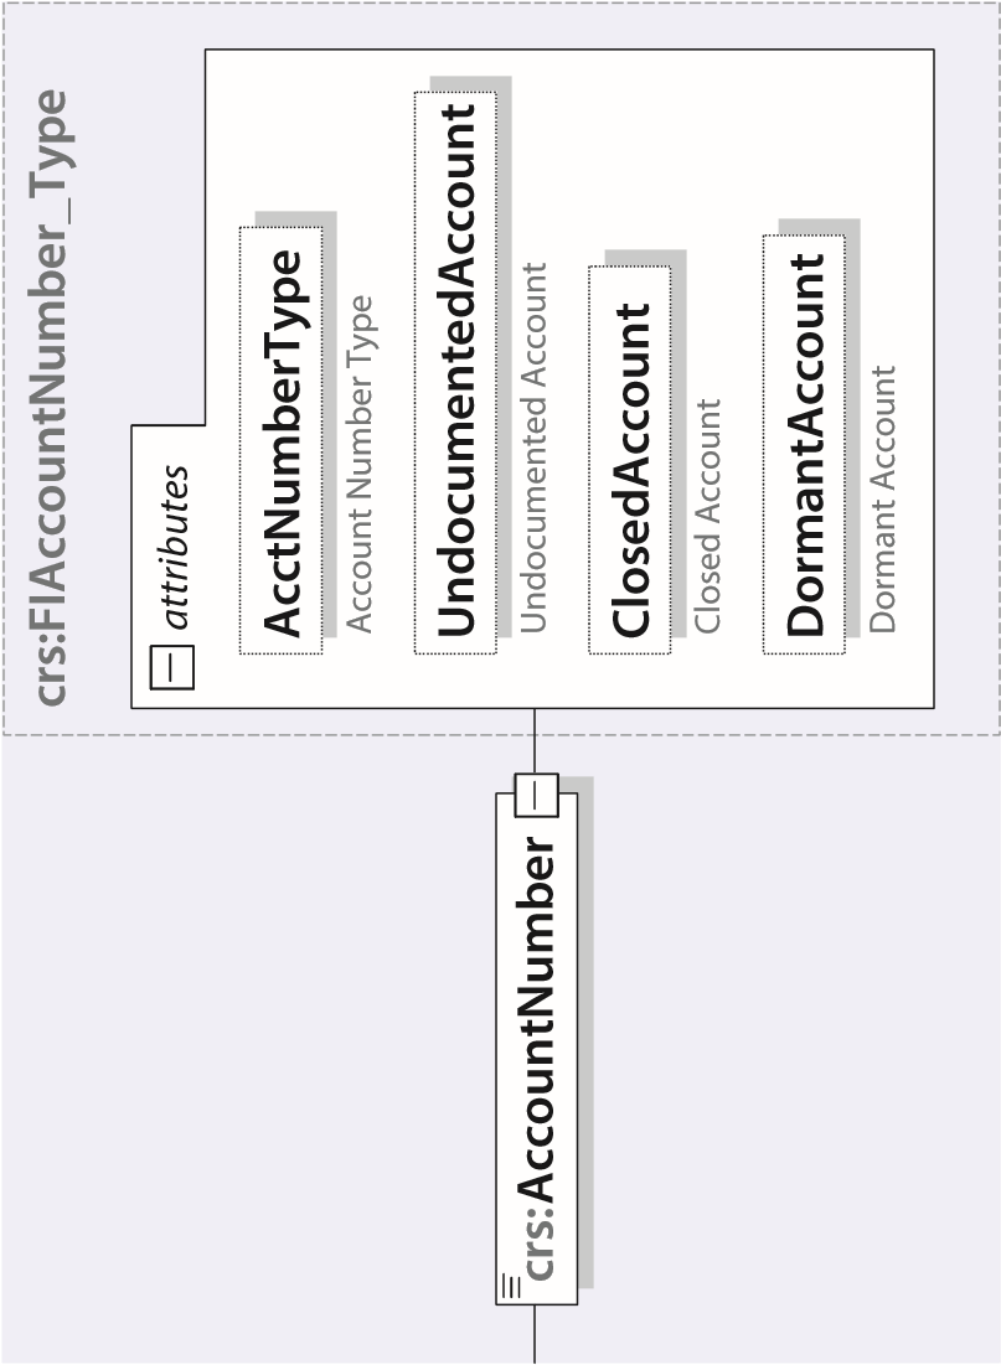 crs:FIAccountNumber_Type
attributes
AcctNumberType
Account Number Type
UndocumentedAccount
Undocumented Account
crs:AccountNumber
ClosedAccount
Closed Account
DormantAccount
Dormant Account